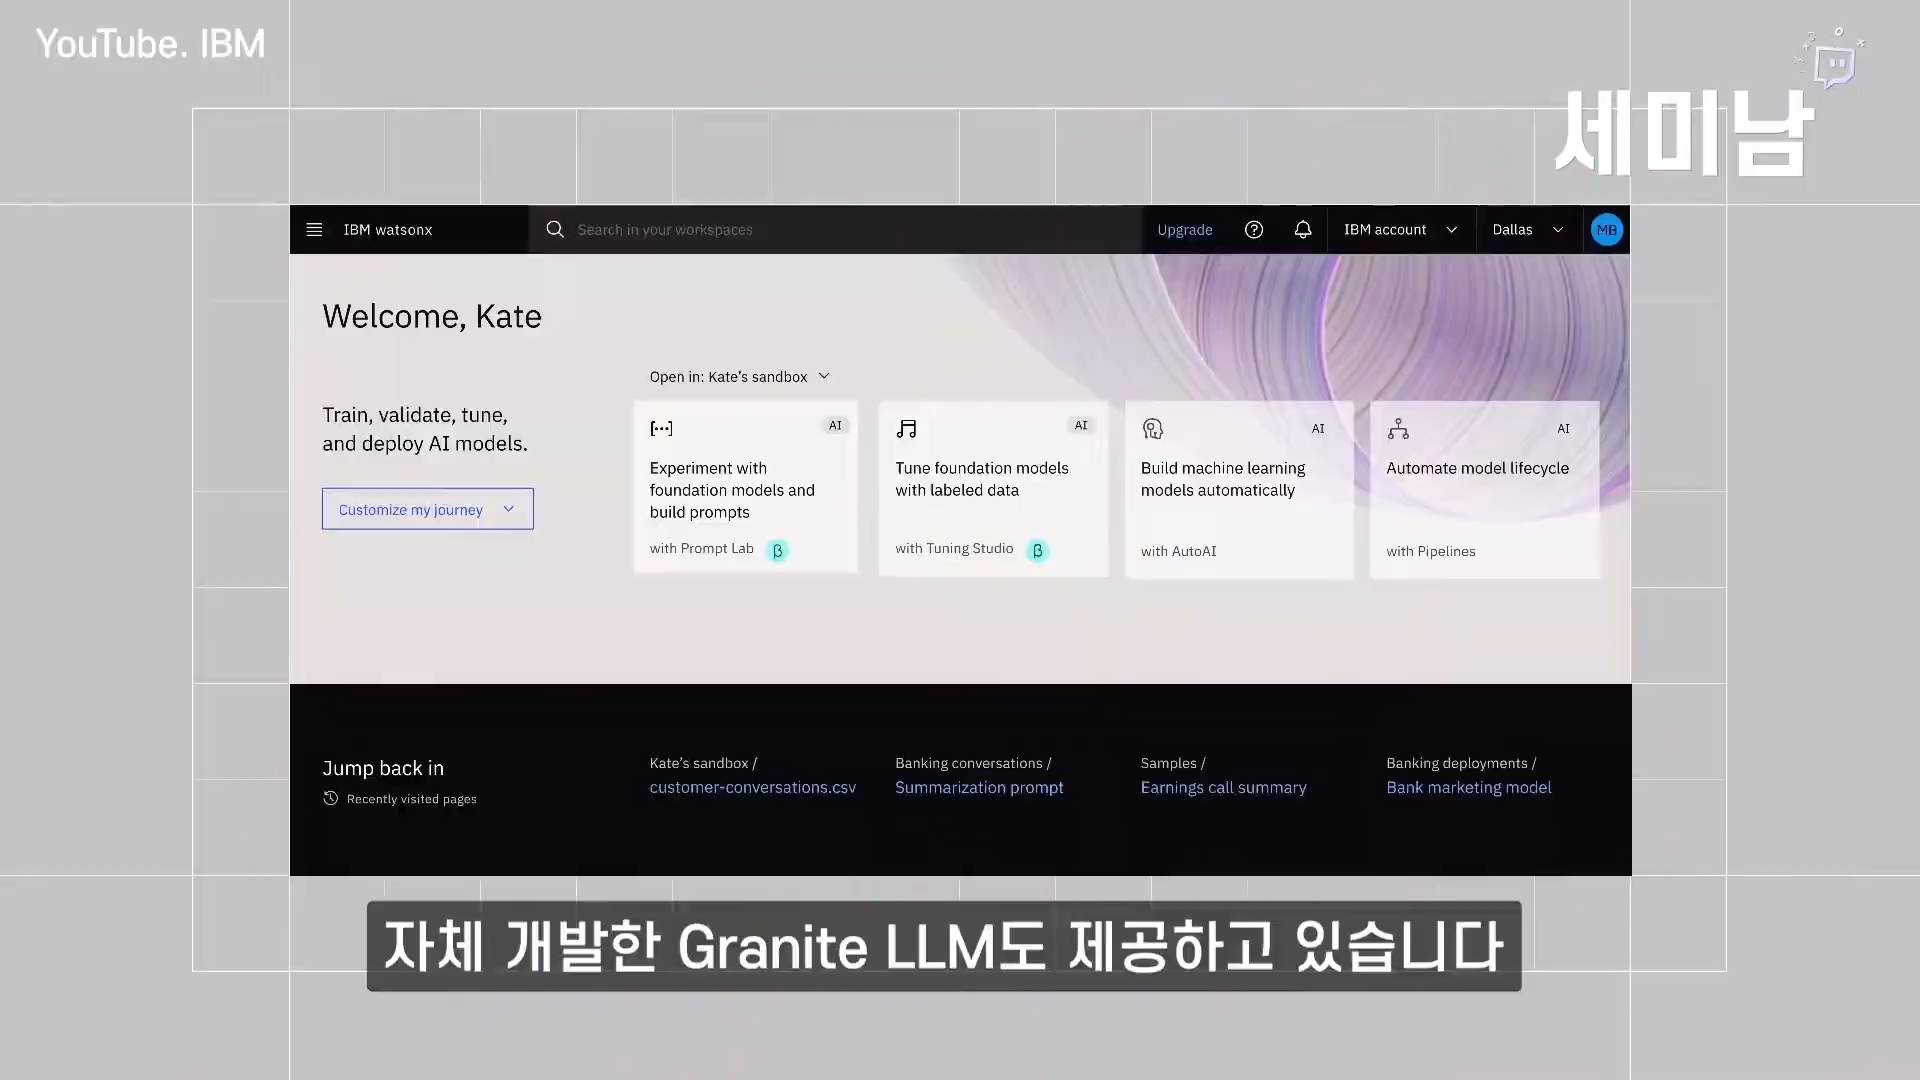 YouTube. IBM
세미남
IBM watsonx
Search in your workspaces
Upgrade
IBM account
Dallas
MB
Welcome, Kate
Train, validate, tune,
and deploy AI models.
Customize my journey
Open in: Kate's sandbox
AI
Experiment with
foundation models and
build prompts
with Prompt Lab
β
AI
Tune foundation models
with labeled data
with Tuning Studio
β
AI
Build machine learning
models automatically
with AutoAI
AI
Automate model lifecycle
with Pipelines
Jump back in
Recently visited pages
Kate's sandbox /
customer-conversations.csv
Banking conversations /
Summarization prompt
Samples /
Earnings call summary
Banking deployments /
Bank marketing model
자체 개발한 Granite LLM도 제공하고 있습니다